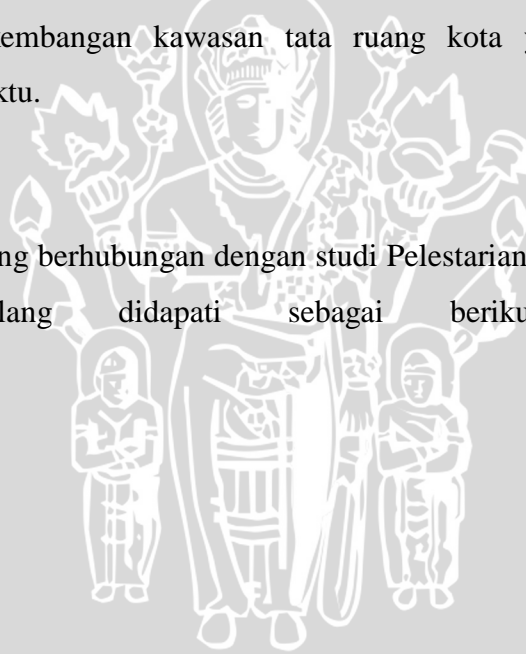 embangan kawasan tata ruang kota
ktu.
ng berhubungan dengan studi Pelestarian
lang didapati sebagai beriku